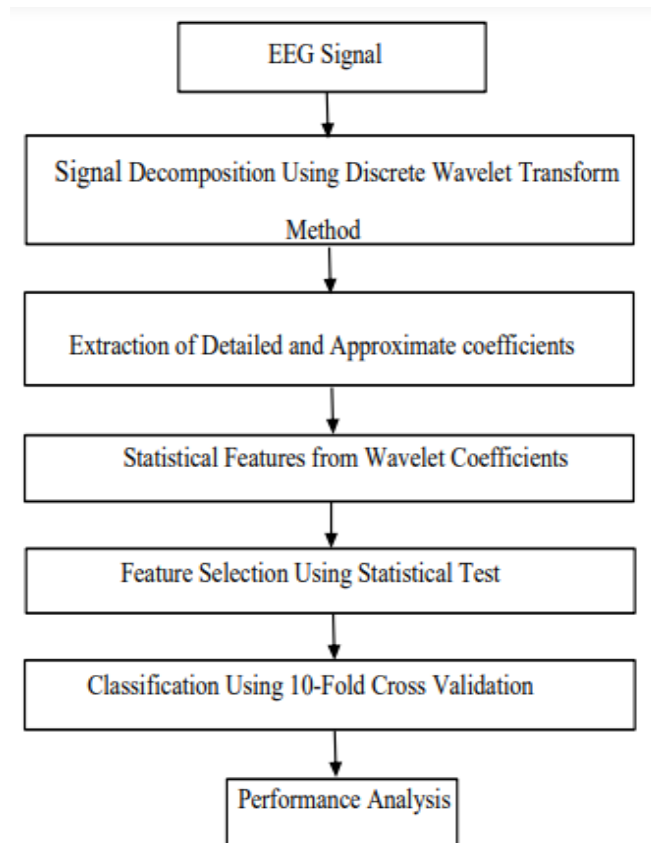 EEG Signal
Signal Decomposition Using Discrete Wavelet Transform
Method
Extraction of Detailed and Approximate coefficients
Statistical Features from Wavelet Coefficients
Feature Selection Using Statistical Test
Classification Using 10-Fold Cross Validation
Performance Analysis